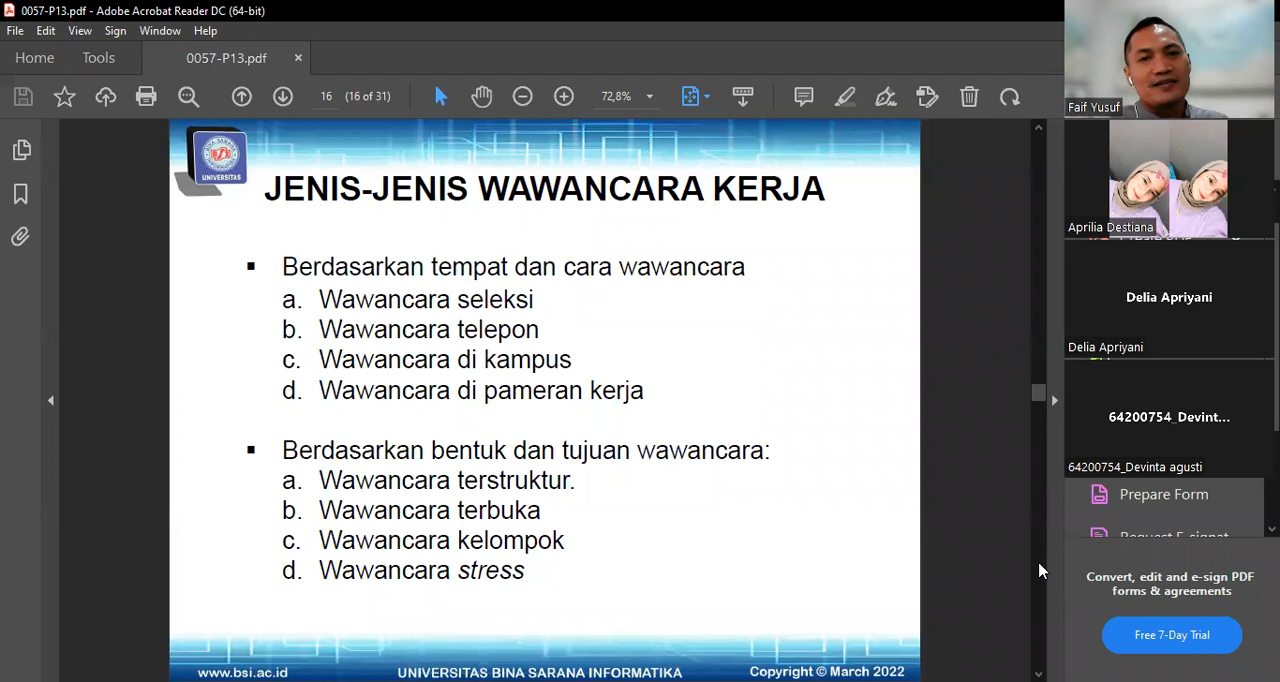 0057-P13.pdf - Adobe Acrobat Reader DC (64-bit)
File Edit View Sign Window Help
Home Tools 0057-P13.pdf ×
16 (16 of 31) 72,8%
UNIVERSITAS
JENIS-JENIS WAWANCARA KERJA
▪ Berdasarkan tempat dan cara wawancara
a. Wawancara seleksi
b. Wawancara telepon
c. Wawancara di kampus
d. Wawancara di pameran kerja
▪ Berdasarkan bentuk dan tujuan wawancara:
a. Wawancara terstruktur.
b. Wawancara terbuka
c. Wawancara kelompok
d. Wawancara stress
www.bsi.ac.id UNIVERSITAS BINA SARANA INFORMATIKA Copyright © March 2022
Faif Yusuf
Aprilia Destiana
Delia Apriyani
Delia Apriyani
64200754_Devint...
64200754_Devinta agusti
Prepare Form
Request E-signat
Convert, edit and e-sign PDF
forms & agreements
Free 7-Day Trial